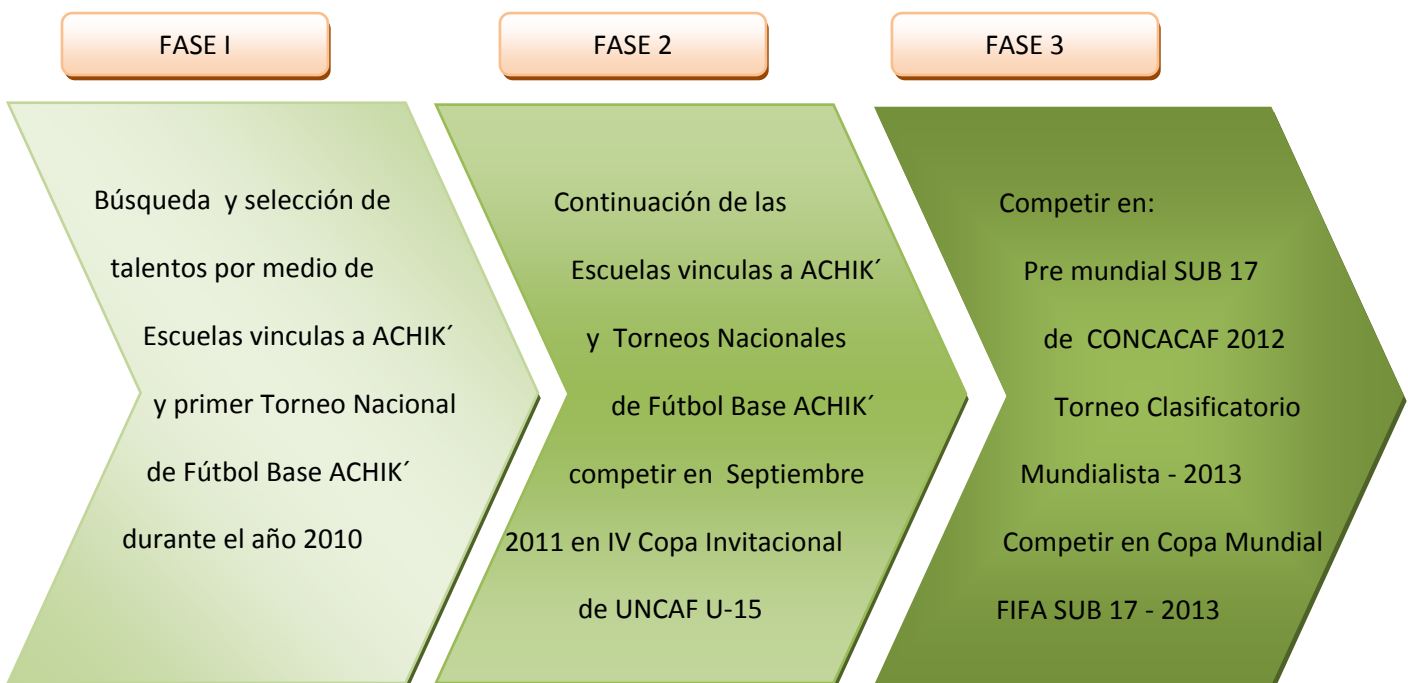 FASE I
Búsqueda y selección de
talentos por medio de
Escuelas vinculas a ACHIK´
y primer Torneo Nacional
de Fútbol Base ACHIK´
durante el año 2010
FASE 2
Continuación de las
Escuelas vinculas a ACHIK´
y Torneos Nacionales
de Fútbol Base ACHIK´
competir en Septiembre
2011 en IV Copa Invitacional
de UNCAF U-15
FASE 3
Competir en:
Pre mundial SUB 17
de CONCACAF 2012
Torneo Clasificatorio
Mundialista - 2013
Competir en Copa Mundial
FIFA SUB 17 - 2013